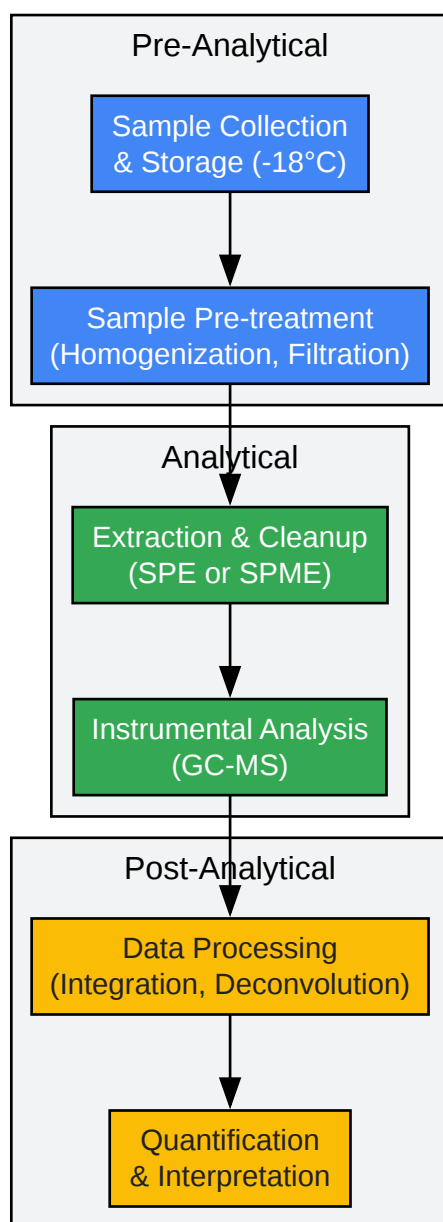 Pre-Analytical
Sample Collection
& Storage (-18°C)
Sample Pre-treatment
(Homogenization, Filtration)
Analytical
Extraction & Cleanup
(SPE or SPME)
Instrumental Analysis
(GC-MS)
Post-Analytical
Data Processing
(Integration, Deconvolution)
Quantification
& Interpretation